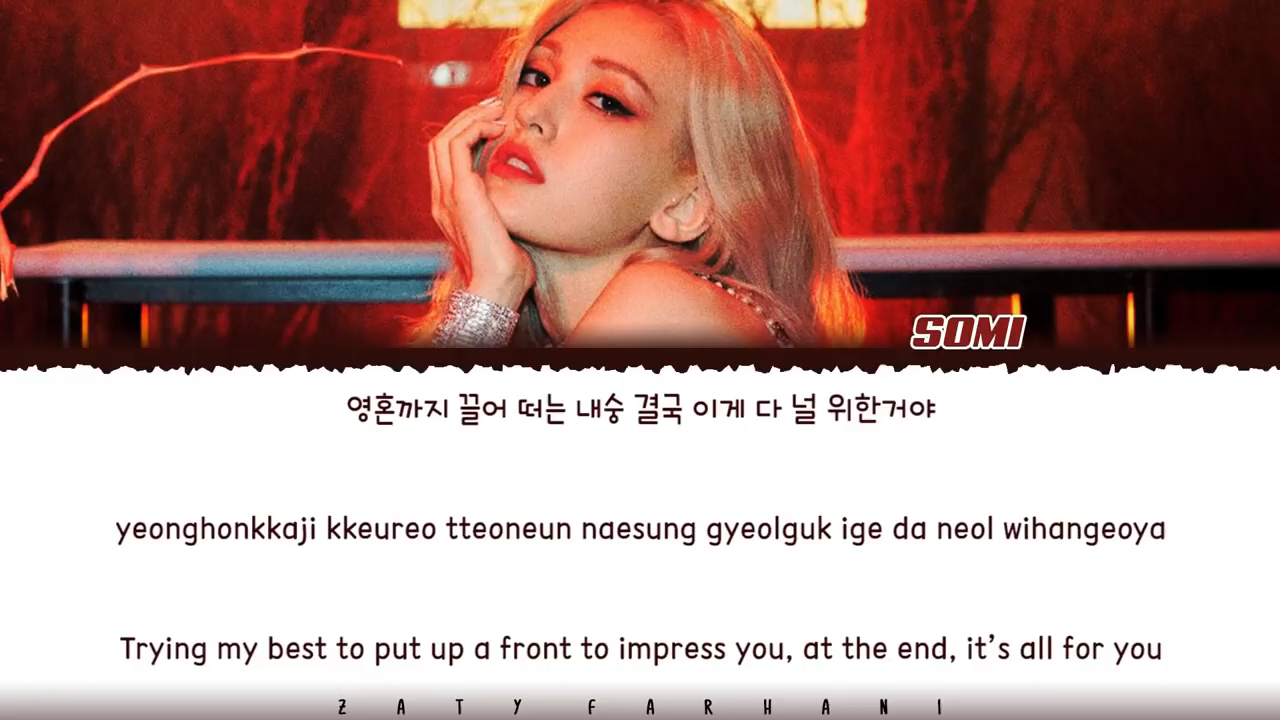 SOMI
영혼까지 끌어 떠는 내숭 결국 이게 다 널 위한거야
yeonghonkkaji kkeureo tteoneun naesung gyeolguk ige da neol wihangeoya
Trying my best to put up a front to impress you, at the end, it’s all for you
ZATY FARHANI